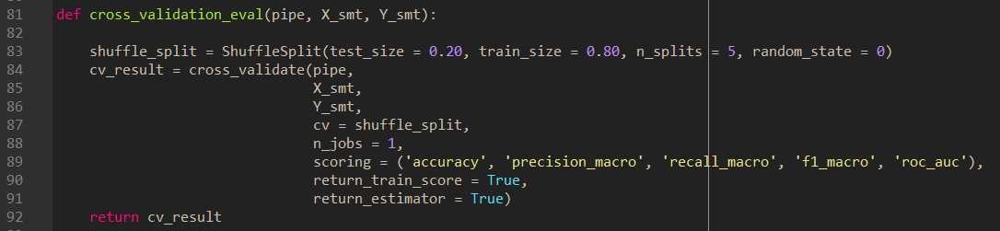 81 def cross_validation_eval(pipe, X_smt, Y_smt):
82
83 shuffle_split = ShuffleSplit(test_size = 0.20, train_size = 0.80, n_splits = 5, random_state = 0)
84 cv_result = cross_validate(pipe,
85 X_smt,
86 Y_smt,
87 cv = shuffle_split,
88 n_jobs = 1,
89 scoring = ('accuracy', 'precision_macro', 'recall_macro', 'f1_macro', 'roc_auc'),
90 return_train_score = True,
91 return_estimator = True)
92 return cv_result